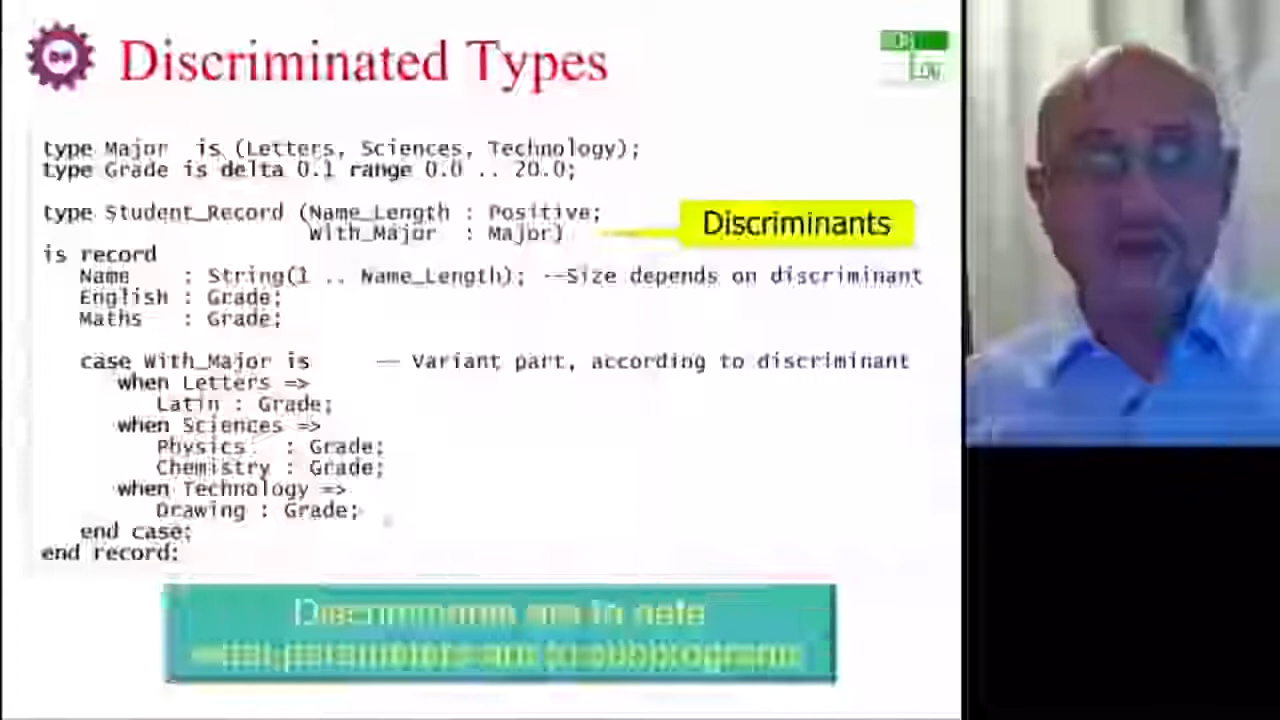 Discriminated Types
type Major is (Letters, Sciences, Technology);
type Grade is delta 0.1 range 0.0 .. 20.0;
type Student_Record (Name_Length : Positive;
With_Major : Major)
Discriminants
is record
Name : String(1 .. Name_Length); --Size depends on discriminant
English : Grade;
Maths : Grade;
case With_Major is -- Variant part, according to discriminant
when Letters =>
Latin : Grade;
when Sciences =>
Physics : Grade;
Chemistry : Grade;
when Technology =>
Drawing : Grade;
end case;
end record;